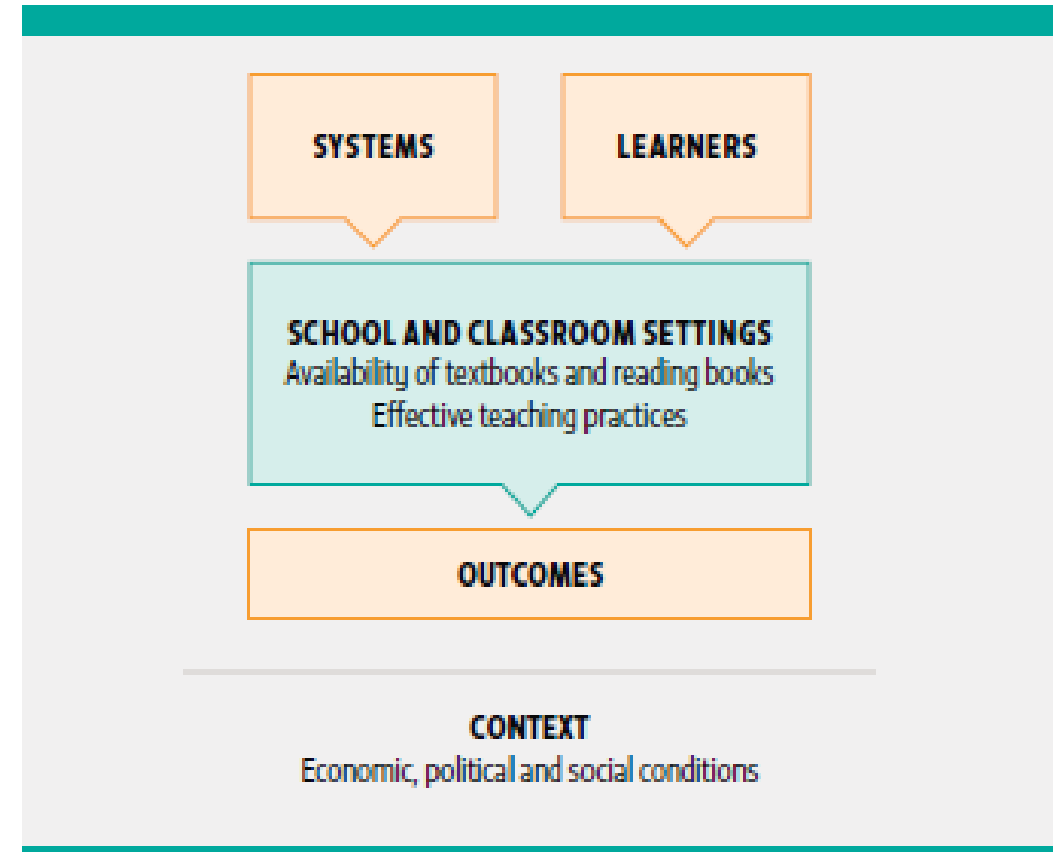 SYSTEMS
LEARNERS
SCHOOL AND CLASSROOM SETTINGS
Availability of textbooks and reading books
Effective teaching practices
OUTCOMES
CONTEXT
Economic, political and social conditions